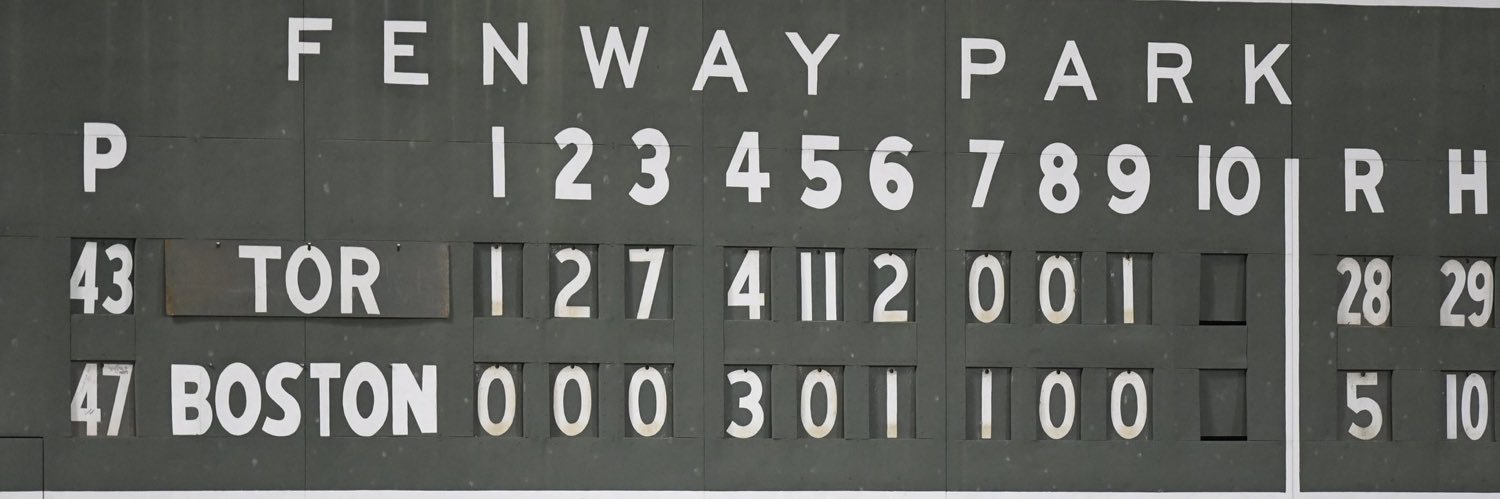 FENWAY PARK
P 1 2 3 4 5 6 7 8 9 10 R H
43 TOR 1 2 7 4 11 2 0 0 1 28 29
47 BOSTON 0 0 0 3 0 1 1 0 0 5 10